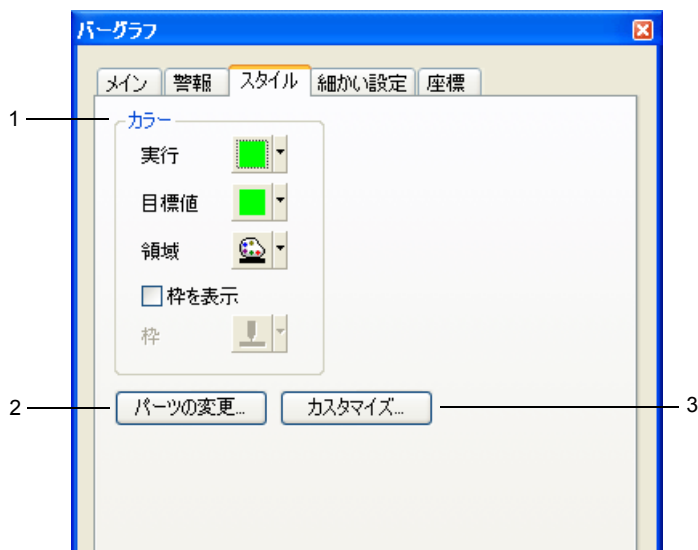 バーグラフ
メイン 警報 スタイル 細かい設定 座標
1
カラー
実行
目標値
領域
枠を表示
枠
2
パーツの変更...
カスタマイズ...
3